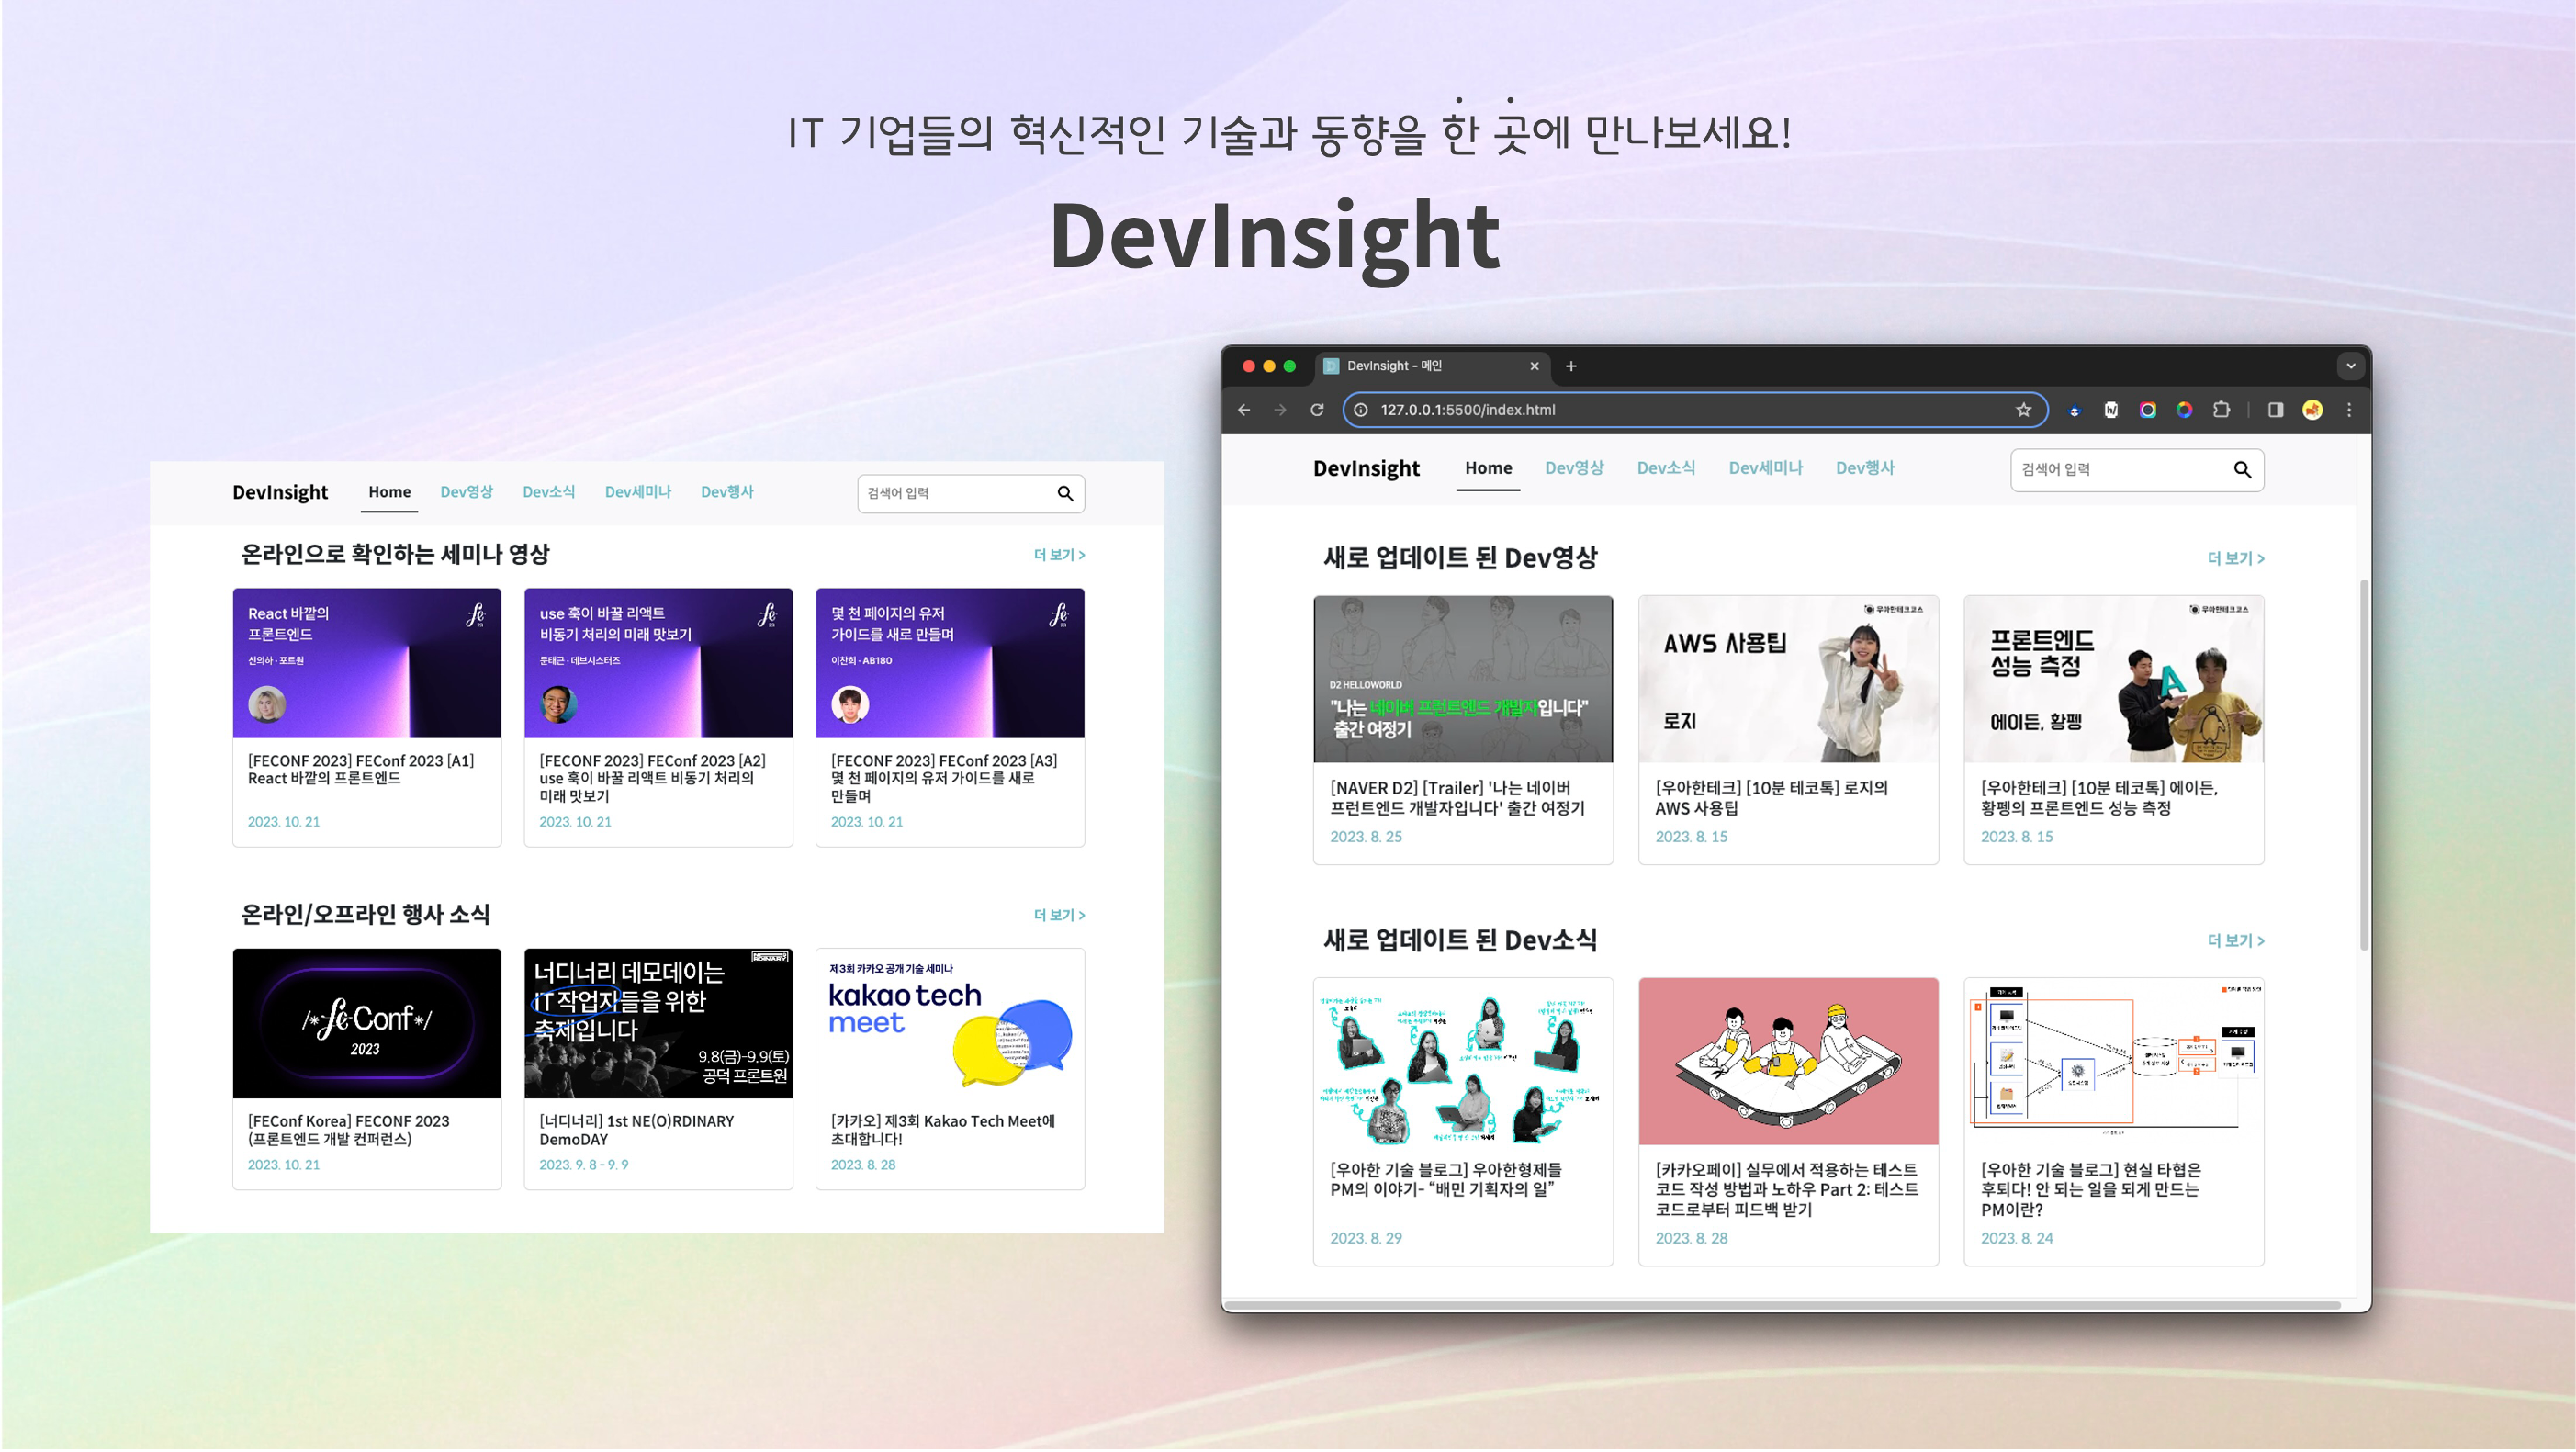 IT 기업들의 혁신적인 기술과 동향을 한 곳에 만나보세요!
DevInsight
DevInsight Home Dev영상 Dev소식 Dev세미나 Dev행사 검색어 입력
온라인으로 확인하는 세미나 영상 더 보기 >
React 바깥의
프론트엔드
신의하 · 포트원
fe
23
[FECONF 2023] FEConf 2023 [A1]
React 바깥의 프론트엔드
2023. 10. 21
use 훅이 바꿀 리액트
비동기 처리의 미래 맛보기
문태근 · 데브시스터즈
fe
23
[FECONF 2023] FEConf 2023 [A2]
use 훅이 바꿀 리액트 비동기 처리의
미래 맛보기
2023. 10. 21
몇 천 페이지의 유저
가이드를 새로 만들며
이찬희 · AB180
fe
23
[FECONF 2023] FEConf 2023 [A3]
몇 천 페이지의 유저 가이드를 새로
만들며
2023. 10. 21
온라인/오프라인 행사 소식 더 보기 >
/*fe Conf*/
2023
[FEConf Korea] FECONF 2023
(프론트엔드 개발 컨퍼런스)
2023. 10. 21
너디너리 데모데이는
IT 작업자들을 위한
축제입니다
9.8(금)-9.9(토)
공덕 프론트원
[너디너리] 1st NE(O)RDINARY
DemoDAY
2023. 9. 8 - 9. 9
제3회 카카오 공개 기술 세미나
kakao tech
meet
[카카오] 제3회 Kakao Tech Meet에
초대합니다!
2023. 8. 28
DevInsight - 메인
127.0.0.1:5500/index.html
DevInsight Home Dev영상 Dev소식 Dev세미나 Dev행사 검색어 입력
새로 업데이트 된 Dev영상 더 보기 >
D2 HELLOWORLD
"나는 네이버 프런트엔드 개발자입니다"
출간 여정기
[NAVER D2] [Trailer] '나는 네이버
프런트엔드 개발자입니다' 출간 여정기
2023. 8. 25
우아한테크코스
AWS 사용팁
로지
[우아한테크] [10분 테코톡] 로지의
AWS 사용팁
2023. 8. 15
우아한테크코스
프론트엔드
성능 측정
에이든, 황펭
[우아한테크] [10분 테코톡] 에이든,
황펭의 프론트엔드 성능 측정
2023. 8. 15
새로 업데이트 된 Dev소식 더 보기 >
[우아한 기술 블로그] 우아한형제들
PM의 이야기- “배민 기획자의 일”
2023. 8. 29
[카카오페이] 실무에서 적용하는 테스트
코드 작성 방법과 노하우 Part 2: 테스트
코드로부터 피드백 받기
2023. 8. 28
[우아한 기술 블로그] 현실 타협은
후퇴다! 안 되는 일을 되게 만드는
PM이란?
2023. 8. 24